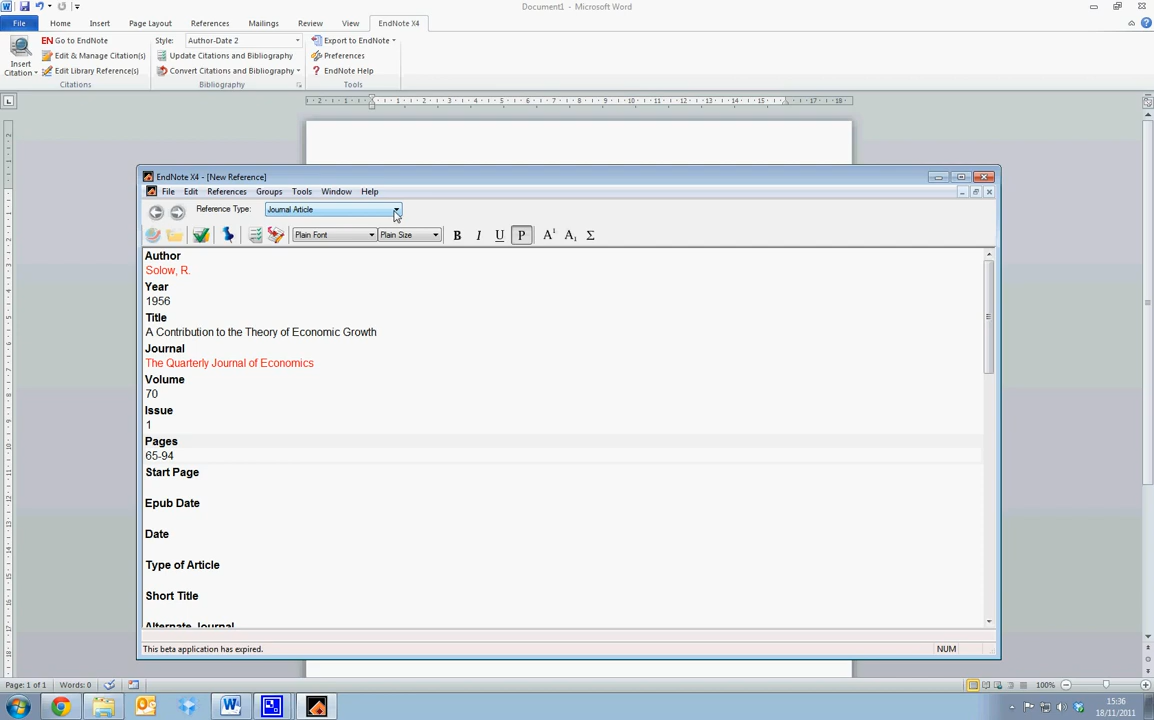 Document1 - Microsoft Word
File Home Insert Page Layout References Mailings Review View EndNote X4
Insert Citation
EN Go to EndNote
Edit & Manage Citation(s)
Edit Library Reference(s)
Citations
Style: Author-Date 2
Update Citations and Bibliography
Convert Citations and Bibliography
Bibliography
Export to EndNote
Preferences
EndNote Help
Tools
EndNote X4 - [New Reference]
File Edit References Groups Tools Window Help
Reference Type: Journal Article
Plain Font Plain Size B I U P A¹ A₁ Σ
Author
Solow, R.
Year
1956
Title
A Contribution to the Theory of Economic Growth
Journal
The Quarterly Journal of Economics
Volume
70
Issue
1
Pages
65-94
Start Page
Epub Date
Date
Type of Article
Short Title
Alternate Journal
This beta application has expired. NUM
Page: 1 of 1 Words: 0 100%
15:36
18/11/2011